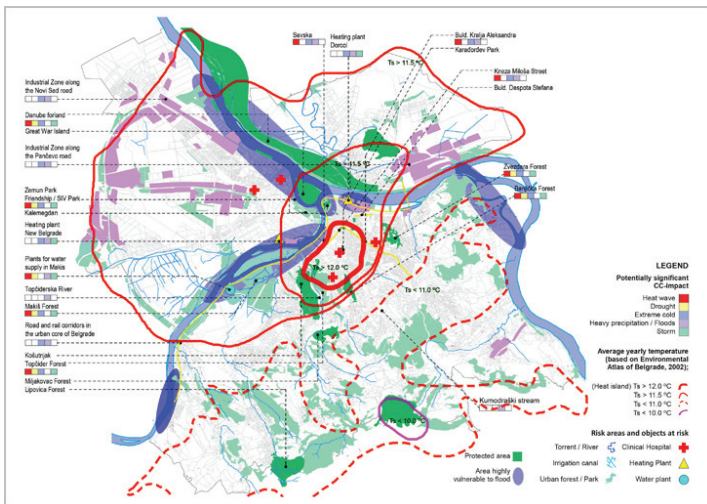 Savska
Heating plant
Dorcol
Buld. Kralja Aleksandra
Karađorđev Park
Kneza Miloša Street
Buld. Despota Stefana
Industrial Zone along
the Novi Sad road
Danube forland
Great War Island
Industrial Zone along
the Pančevo road
Zemun Park
Friendship / SIV Park
Kalemegdan
Heating plant
New Belgrade
Plants for water
supply in Makis
Topčiderska River
Makiš Forest
Road and rail corridors in
the urban core of Belgrade
Košutnjak
Topčider Forest
Miljakovac Forest
Lipovica Forest
Ts > 11.5 °C
Ts > 11.5 °C
Zvezdara Forest
Banjička Forest
Ts > 12.0 °C
Ts < 11.0 °C
Kumodraški stream
Ts < 10.0 °C
LEGEND
Potentially significant
CC-impact
Heat wave
Drought
Extreme cold
Heavy precipitation / Floods
Storm
Average yearly temperature
(based on Environmental
Atlas of Belgrade, 2002);
(Heat island) Ts > 12.0 °C
Ts > 11.5 °C
Ts < 11.0 °C
Ts < 10.0 °C
Risk areas and objects at risk
Protected area
Area highly
vulnerable to flood
Torrent / River
Irrigation canal
Urban forest / Park
Clinical Hospital
Heating Plant
Water plant